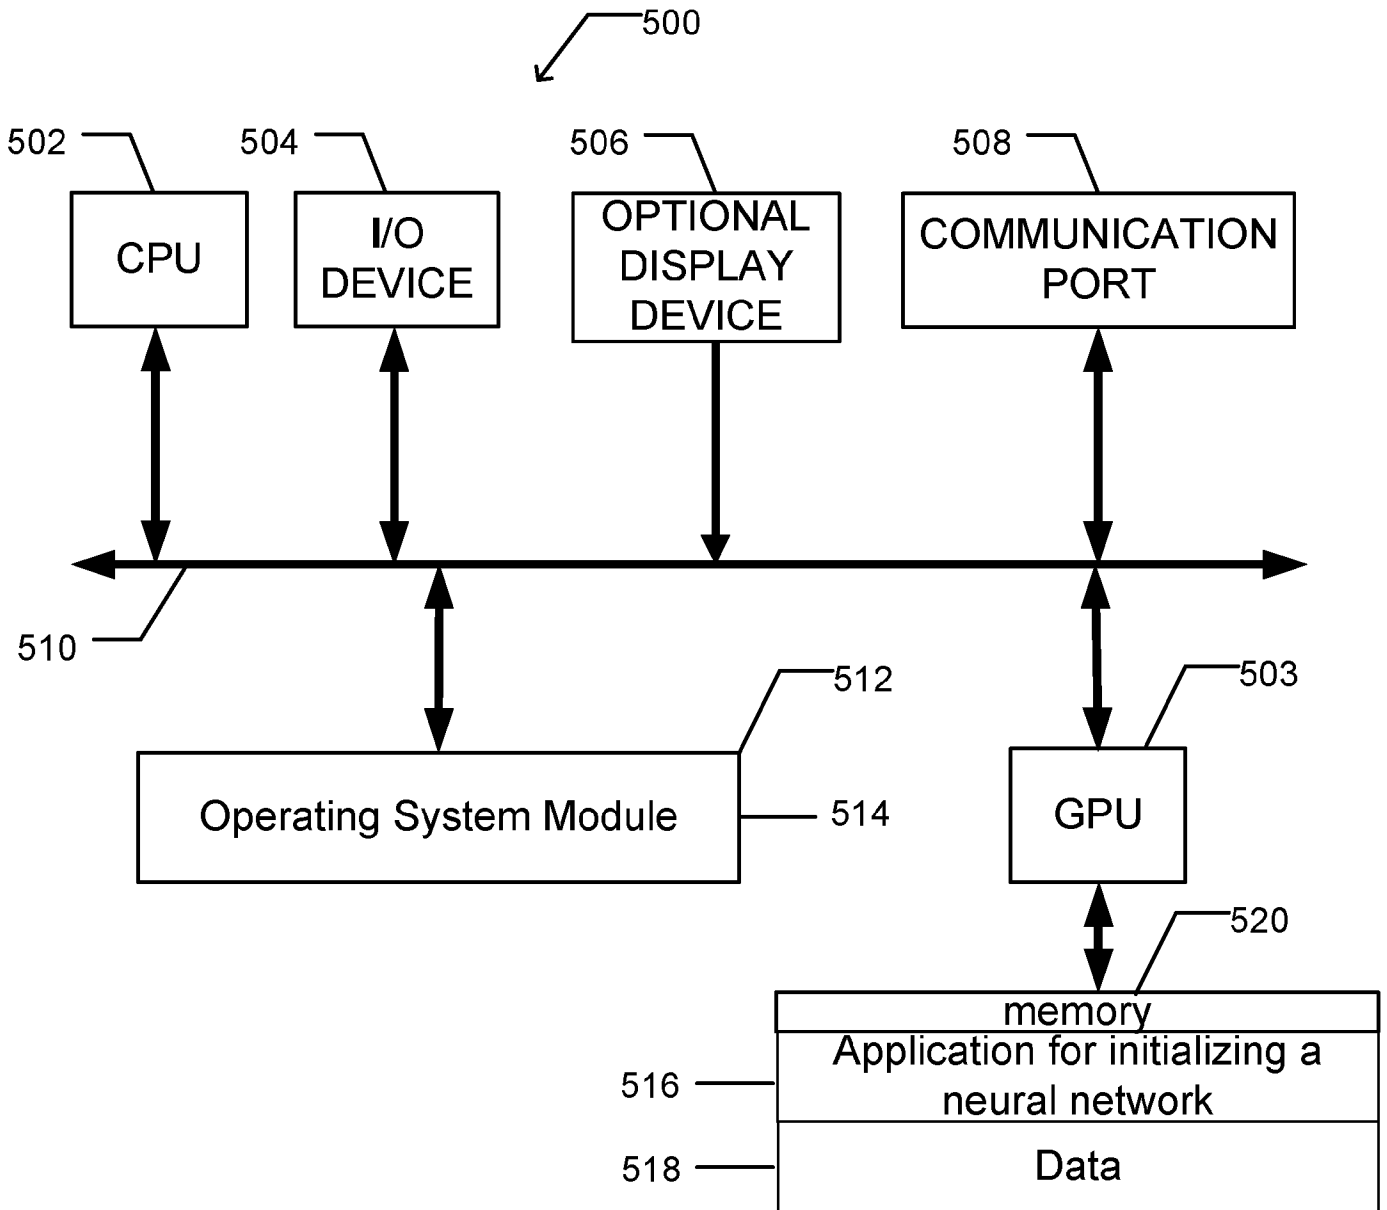 500
502
504
506
508
CPU
I/O
DEVICE
OPTIONAL
DISPLAY
DEVICE
COMMUNICATION
PORT
510
512
503
Operating System Module
514
GPU
520
memory
Application for initializing a
neural network
516
Data
518